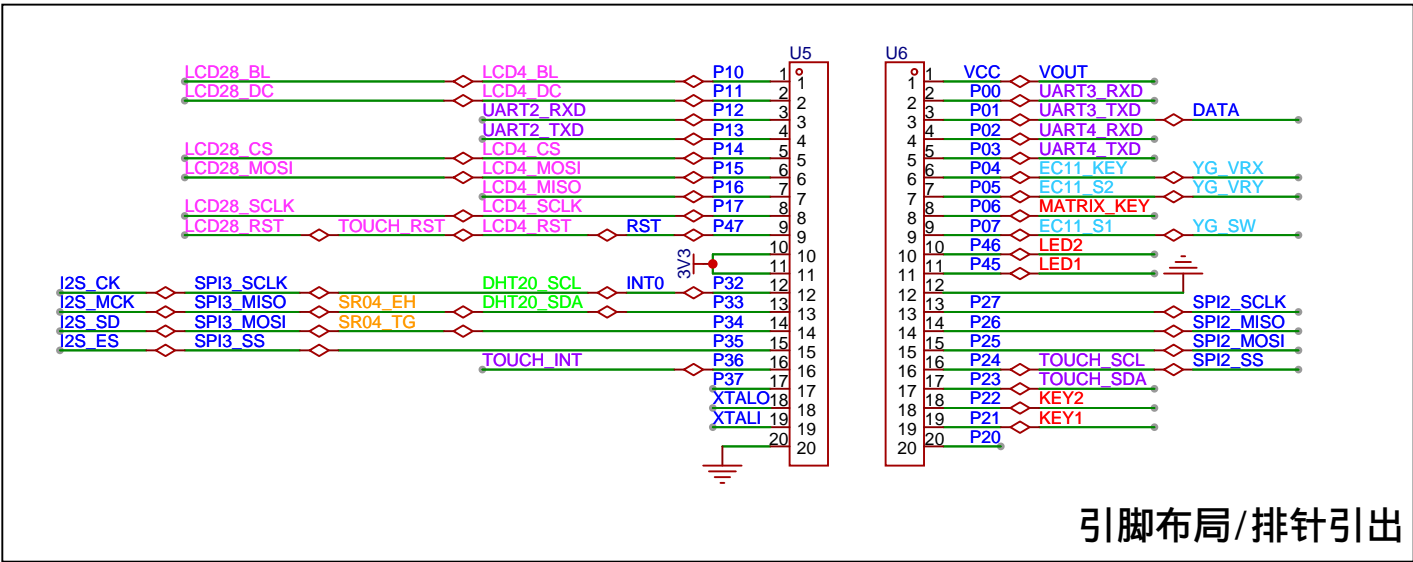 U5 U6
LCD28_BL LCD4_BL P10 1 1 1 1 VCC VOUT
LCD28_DC LCD4_DC P11 2 2 2 2 P00 UART3_RXD
UART2_RXD P12 3 3 3 3 P01 UART3_TXD DATA
UART2_TXD P13 4 4 4 4 P02 UART4_RXD
LCD28_CS LCD4_CS P14 5 5 5 5 P03 UART4_TXD
LCD28_MOSI LCD4_MOSI P15 6 6 6 6 P04 EC11_KEY YG_VRX
LCD4_MISO P16 7 7 7 7 P05 EC11_S2 YG_VRY
LCD28_SCLK LCD4_SCLK P17 8 8 8 8 P06 MATRIX_KEY
LCD28_RST TOUCH_RST LCD4_RST RST P47 9 9 9 9 P07 EC11_S1 YG_SW
3V3 10 10 10 10 P46 LED2
11 11 11 11 P45 LED1
I2S_CK SPI3_SCLK DHT20_SCL INT0 P32 12 12 12 12
I2S_MCK SPI3_MISO SR04_EH DHT20_SDA P33 13 13 13 13 P27 SPI2_SCLK
I2S_SD SPI3_MOSI SR04_TG P34 14 14 14 14 P26 SPI2_MISO
I2S_ES SPI3_SS P35 15 15 15 15 P25 SPI2_MOSI
TOUCH_INT P36 16 16 16 16 P24 TOUCH_SCL SPI2_SS
P37 17 17 17 17 P23 TOUCH_SDA
XTALO 18 18 18 18 P22 KEY2
XTALI 19 19 19 19 P21 KEY1
20 20 20 20 P20
引脚布局/排针引出